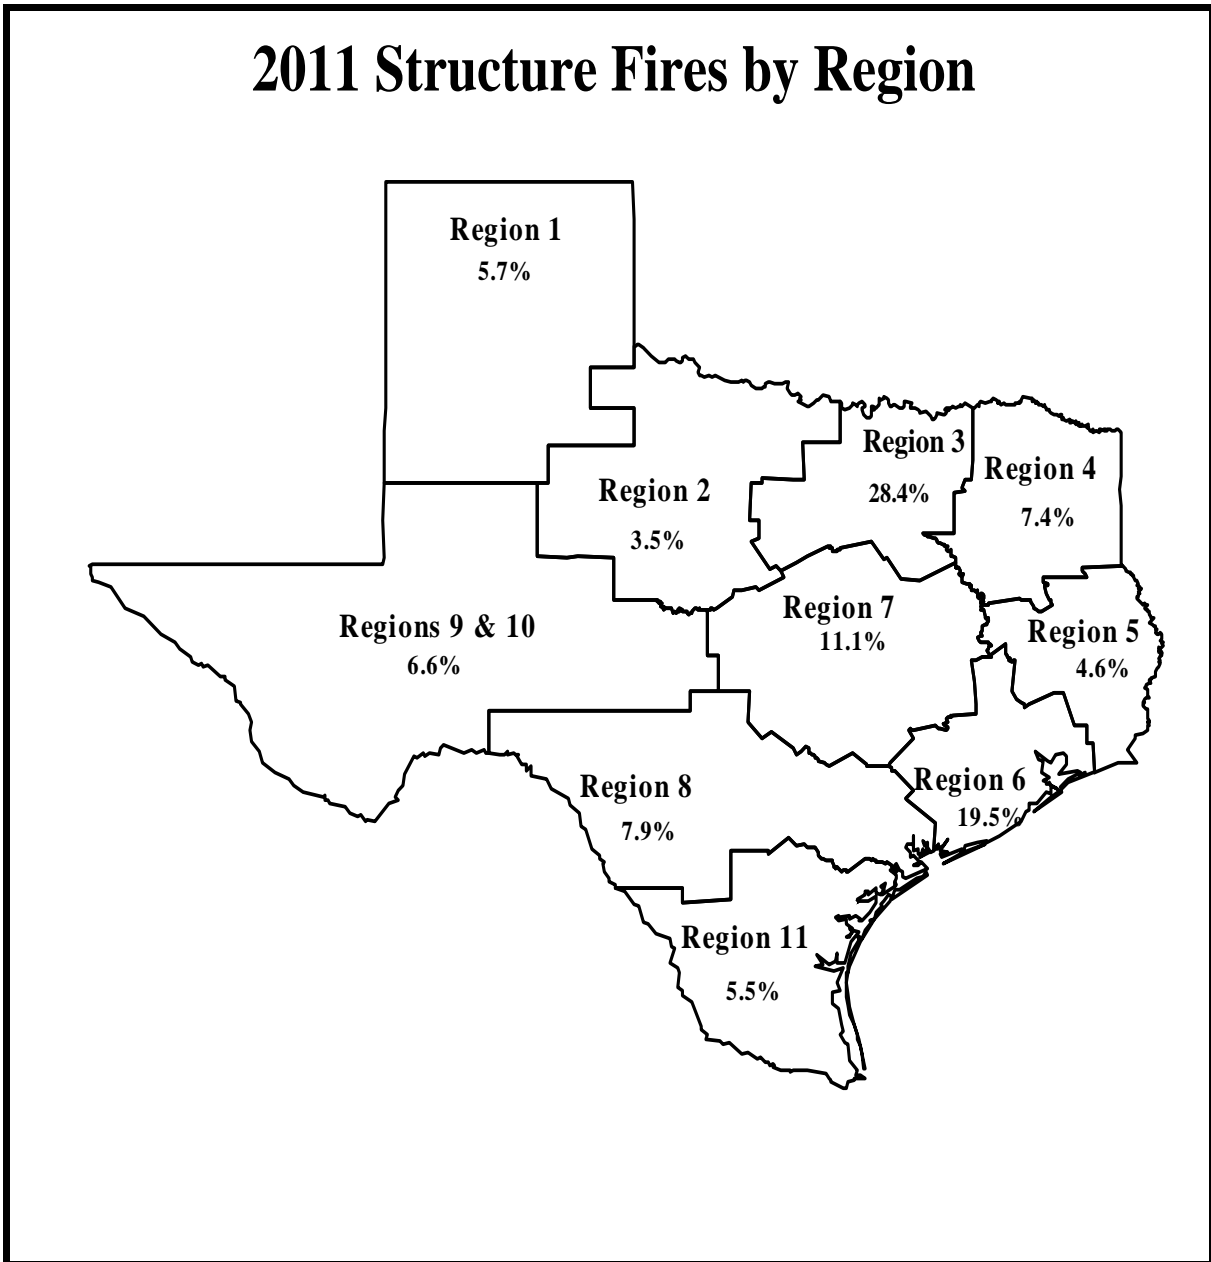 2011 Structure Fires by Region
Region 1
5.7%
Region 3
Region 4
Region 2
28.4%
7.4%
3.5%
Region 7
Regions 9 & 10
Region 5
11.1%
6.6%
4.6%
Region 8
Region 6
7.9%
19.5%
Region 11
5.5%